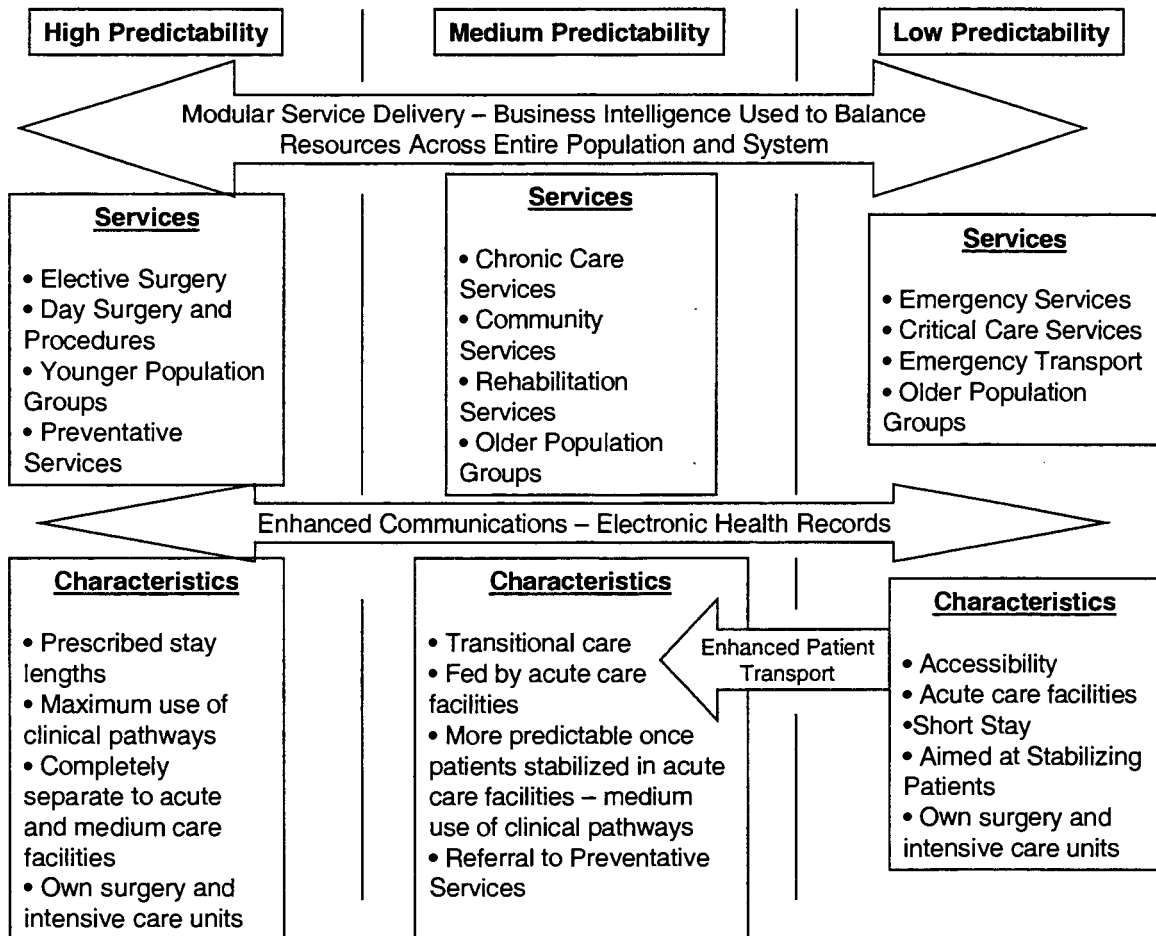 High Predictability
Medium Predictability
Low Predictability
Modular Service Delivery – Business Intelligence Used to Balance
Resources Across Entire Population and System
Services
• Elective Surgery
• Day Surgery and
Procedures
• Younger Population
Groups
• Preventative
Services
Services
• Chronic Care
Services
• Community
Services
• Rehabilitation
Services
• Older Population
Groups
Services
• Emergency Services
• Critical Care Services
• Emergency Transport
• Older Population
Groups
Enhanced Communications – Electronic Health Records
Characteristics
• Prescribed stay
lengths
• Maximum use of
clinical pathways
• Completely
separate to acute
and medium care
facilities
• Own surgery and
intensive care units
Characteristics
• Transitional care
• Fed by acute care
facilities
• More predictable once
patients stabilized in acute
care facilities – medium
use of clinical pathways
• Referral to Preventative
Services
Enhanced Patient
Transport
Characteristics
• Accessibility
• Acute care facilities
•Short Stay
• Aimed at Stabilizing
Patients
• Own surgery and
intensive care units